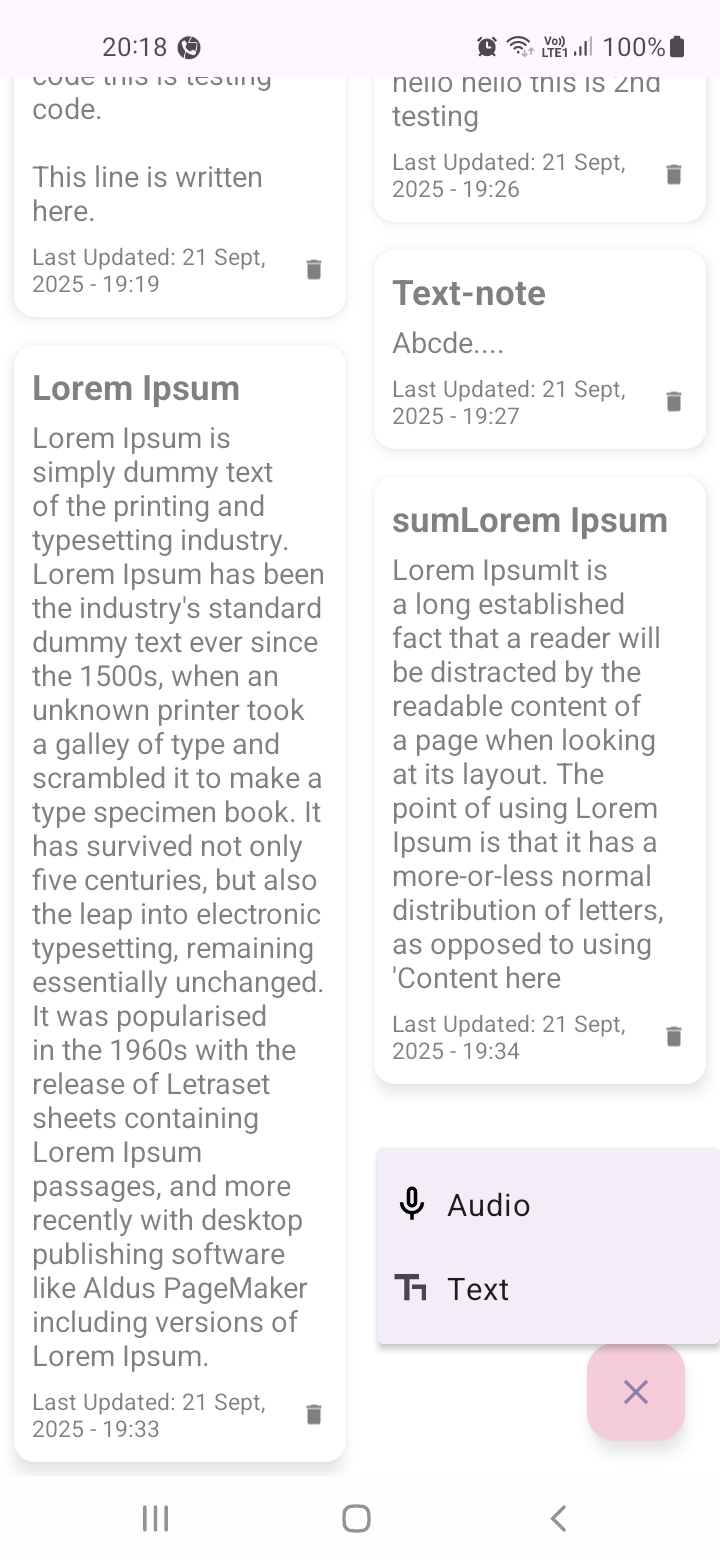 20:18
Vo)) LTE1 100%
code this is testing
code.
This line is written
here.
Last Updated: 21 Sept,
2025 - 19:19
Lorem Ipsum
Lorem Ipsum is
simply dummy text
of the printing and
typesetting industry.
Lorem Ipsum has been
the industry's standard
dummy text ever since
the 1500s, when an
unknown printer took
a galley of type and
scrambled it to make a
type specimen book. It
has survived not only
five centuries, but also
the leap into electronic
typesetting, remaining
essentially unchanged.
It was popularised
in the 1960s with the
release of Letraset
sheets containing
Lorem Ipsum
passages, and more
recently with desktop
publishing software
like Aldus PageMaker
including versions of
Lorem Ipsum.
Last Updated: 21 Sept,
2025 - 19:33
hello hello this is 2nd
testing
Last Updated: 21 Sept,
2025 - 19:26
Text-note
Abcde....
Last Updated: 21 Sept,
2025 - 19:27
sumLorem Ipsum
Lorem IpsumIt is
a long established
fact that a reader will
be distracted by the
readable content of
a page when looking
at its layout. The
point of using Lorem
Ipsum is that it has a
more-or-less normal
distribution of letters,
as opposed to using
'Content here
Last Updated: 21 Sept,
2025 - 19:34
Audio
Text